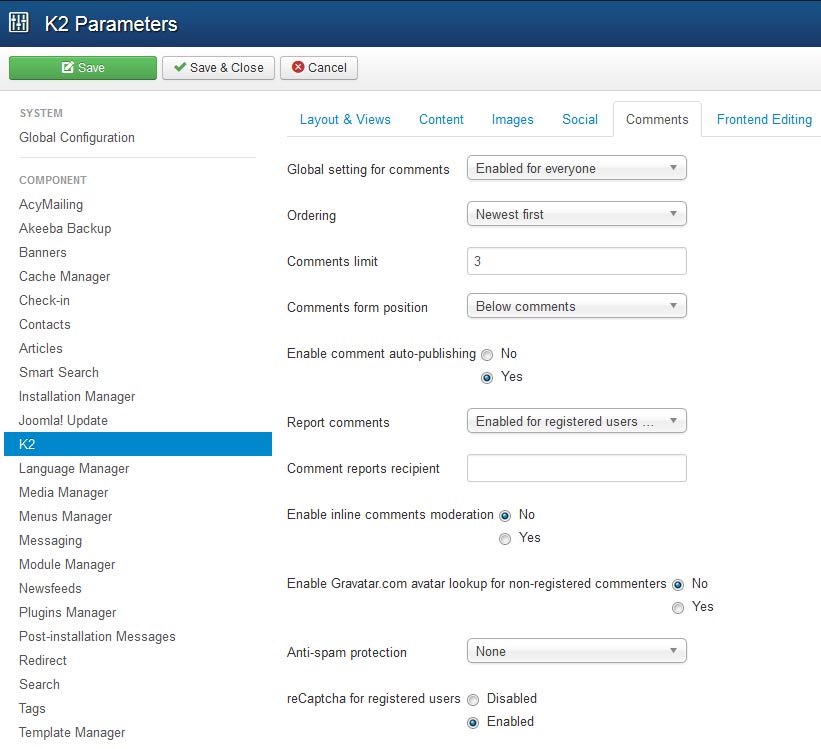 K2 Parameters
Save
Save & Close
Cancel
SYSTEM
Global Configuration
COMPONENT
AcyMailing
Akeeba Backup
Banners
Cache Manager
Check-in
Contacts
Articles
Smart Search
Installation Manager
Joomla! Update
K2
Language Manager
Media Manager
Menus Manager
Messaging
Module Manager
Newsfeeds
Plugins Manager
Post-installation Messages
Redirect
Search
Tags
Template Manager
Layout & Views Content Images Social Comments Frontend Editing
Global setting for comments Enabled for everyone
Ordering Newest first
Comments limit 3
Comments form position Below comments
Enable comment auto-publishing No
Yes
Report comments Enabled for registered users ...
Comment reports recipient
Enable inline comments moderation No
Yes
Enable Gravatar.com avatar lookup for non-registered commenters No
Yes
Anti-spam protection None
reCaptcha for registered users Disabled
Enabled